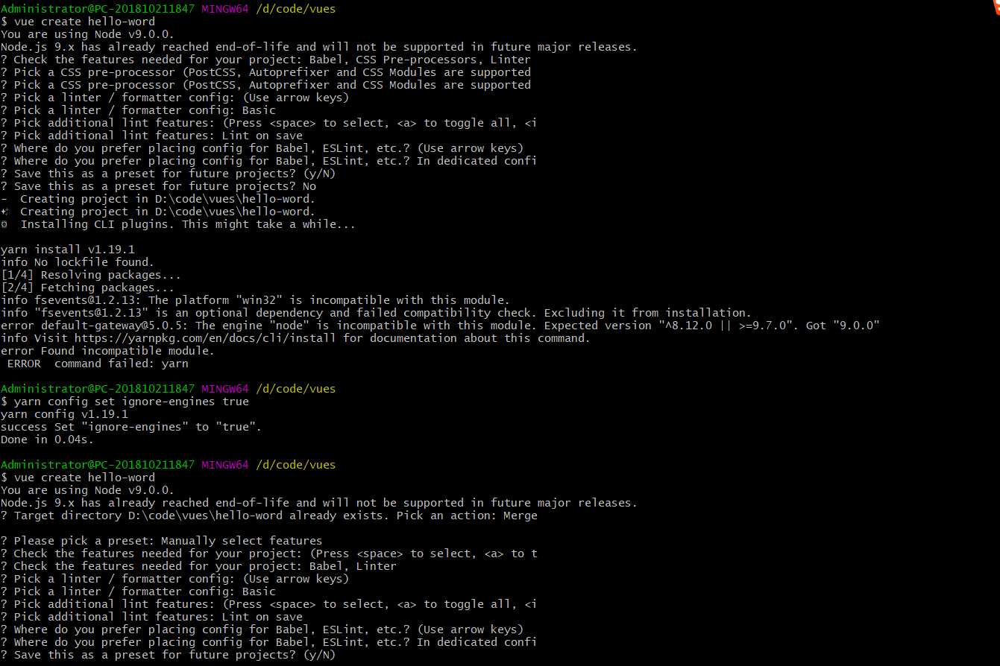 Administrator@PC-201810211847 MINGW64 /d/code/vues
$ vue create hello-word
You are using Node v9.0.0.
Node.js 9.x has already reached end-of-life and will not be supported in future major releases.
? Check the features needed for your project: Babel, CSS Pre-processors, Linter
? Pick a CSS pre-processor (PostCSS, Autoprefixer and CSS Modules are supported
? Pick a CSS pre-processor (PostCSS, Autoprefixer and CSS Modules are supported
? Pick a linter / formatter config: (Use arrow keys)
? Pick a linter / formatter config: Basic
? Pick additional lint features: (Press <space> to select, <a> to toggle all, <i
? Pick additional lint features: Lint on save
? Where do you prefer placing config for Babel, ESLint, etc.? (Use arrow keys)
? Where do you prefer placing config for Babel, ESLint, etc.? In dedicated confi
? Save this as a preset for future projects? (y/N)
? Save this as a preset for future projects? No
-  Creating project in D:\code\vues\hello-word.
✨  Creating project in D:\code\vues\hello-word.
⚙  Installing CLI plugins. This might take a while...

yarn install v1.19.1
info No lockfile found.
[1/4] Resolving packages...
[2/4] Fetching packages...
info fsevents@1.2.13: The platform "win32" is incompatible with this module.
info "fsevents@1.2.13" is an optional dependency and failed compatibility check. Excluding it from installation.
error default-gateway@5.0.5: The engine "node" is incompatible with this module. Expected version "^8.12.0 || >=9.7.0". Got "9.0.0"
info Visit https://yarnpkg.com/en/docs/cli/install for documentation about this command.
error Found incompatible module.
 ERROR  command failed: yarn

Administrator@PC-201810211847 MINGW64 /d/code/vues
$ yarn config set ignore-engines true
yarn config v1.19.1
success Set "ignore-engines" to "true".
Done in 0.04s.

Administrator@PC-201810211847 MINGW64 /d/code/vues
$ vue create hello-word
You are using Node v9.0.0.
Node.js 9.x has already reached end-of-life and will not be supported in future major releases.
? Target directory D:\code\vues\hello-word already exists. Pick an action: Merge

? Please pick a preset: Manually select features
? Check the features needed for your project: (Press <space> to select, <a> to t
? Check the features needed for your project: Babel, Linter
? Pick a linter / formatter config: (Use arrow keys)
? Pick a linter / formatter config: Basic
? Pick additional lint features: (Press <space> to select, <a> to toggle all, <i
? Pick additional lint features: Lint on save
? Where do you prefer placing config for Babel, ESLint, etc.? (Use arrow keys)
? Where do you prefer placing config for Babel, ESLint, etc.? In dedicated confi
? Save this as a preset for future projects? (y/N)